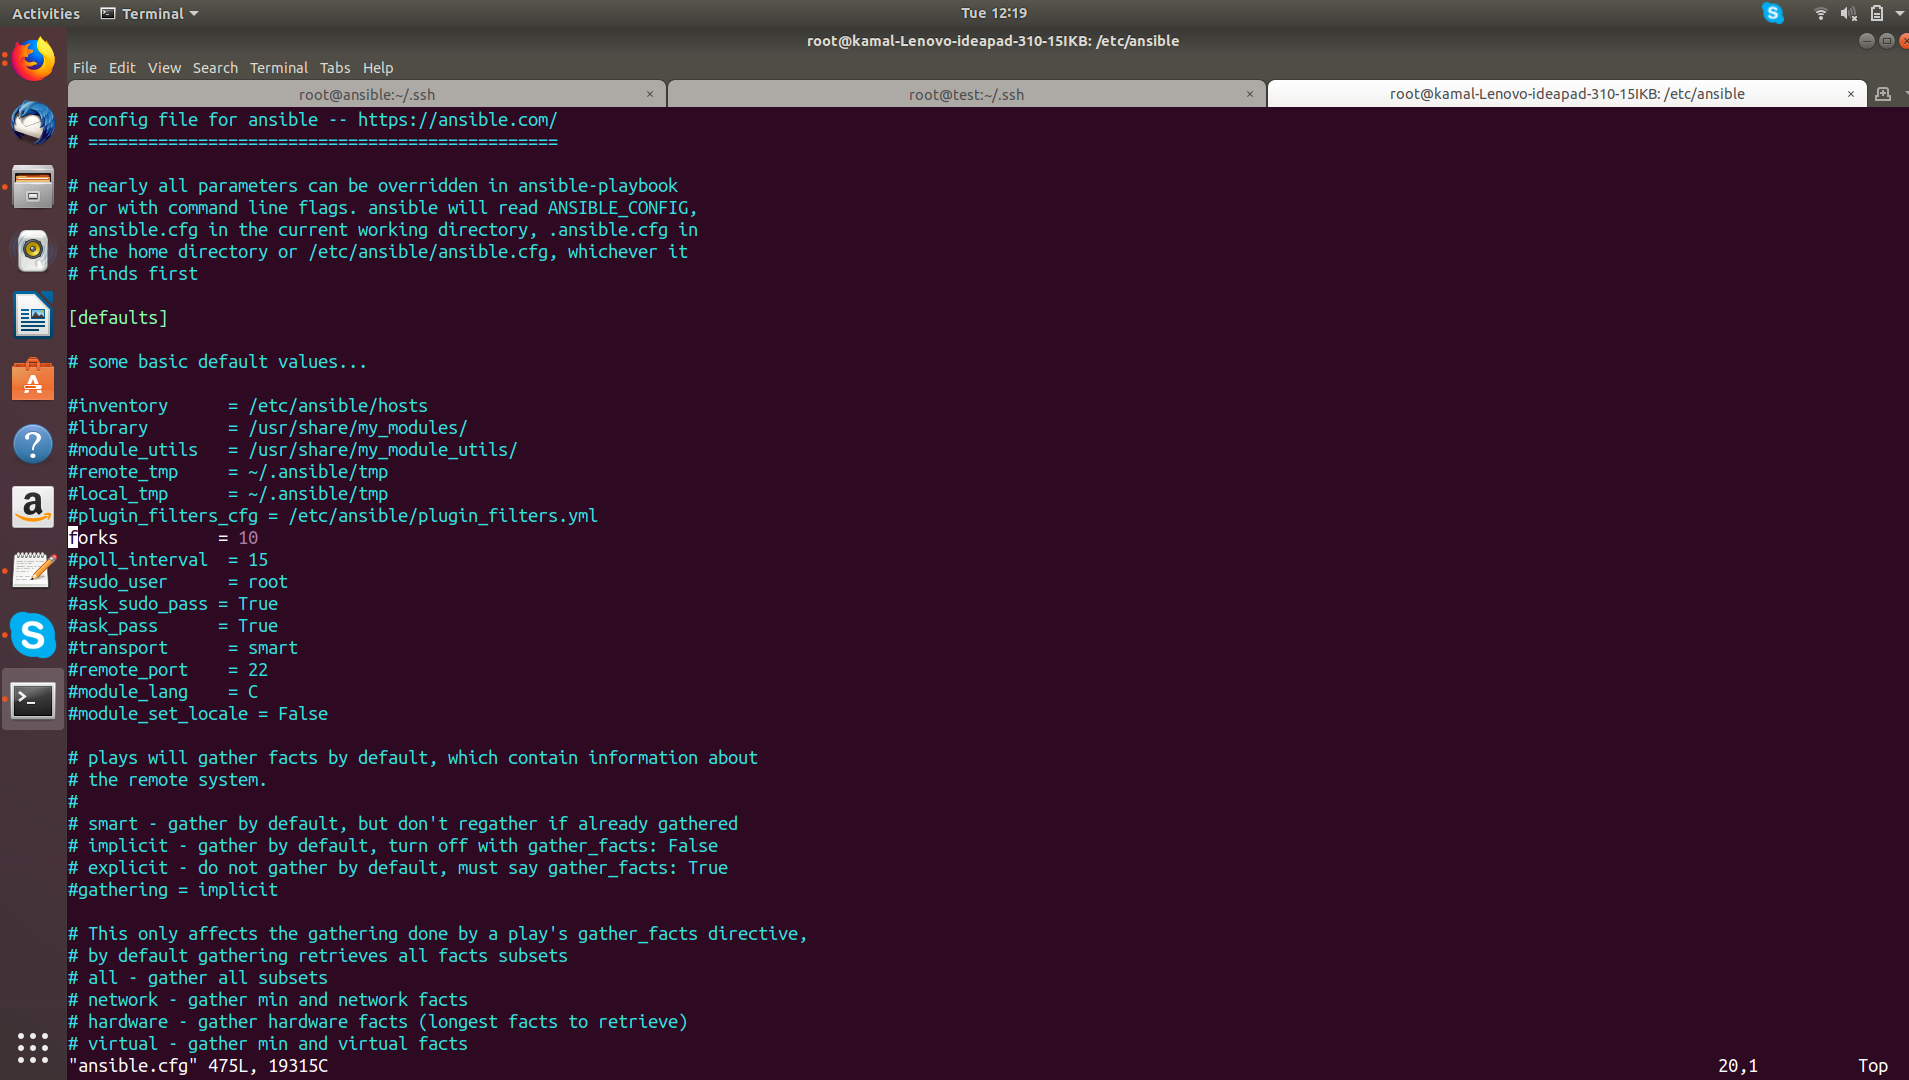 Activities Terminal Tue 12:19
root@kamal-Lenovo-ideapad-310-15IKB: /etc/ansible
File Edit View Search Terminal Tabs Help
root@ansible:~/.ssh × root@test:~/.ssh × root@kamal-Lenovo-ideapad-310-15IKB: /etc/ansible ×
# config file for ansible -- https://ansible.com/
# ===============================================

# nearly all parameters can be overridden in ansible-playbook
# or with command line flags. ansible will read ANSIBLE_CONFIG,
# ansible.cfg in the current working directory, .ansible.cfg in
# the home directory or /etc/ansible/ansible.cfg, whichever it
# finds first

[defaults]

# some basic default values...

#inventory      = /etc/ansible/hosts
#library        = /usr/share/my_modules/
#module_utils   = /usr/share/my_module_utils/
#remote_tmp     = ~/.ansible/tmp
#local_tmp      = ~/.ansible/tmp
#plugin_filters_cfg = /etc/ansible/plugin_filters.yml
forks          = 10
#poll_interval  = 15
#sudo_user      = root
#ask_sudo_pass = True
#ask_pass      = True
#transport      = smart
#remote_port    = 22
#module_lang    = C
#module_set_locale = False

# plays will gather facts by default, which contain information about
# the remote system.
#
# smart - gather by default, but don't regather if already gathered
# implicit - gather by default, turn off with gather_facts: False
# explicit - do not gather by default, must say gather_facts: True
#gathering = implicit

# This only affects the gathering done by a play's gather_facts directive,
# by default gathering retrieves all facts subsets
# all - gather all subsets
# network - gather min and network facts
# hardware - gather hardware facts (longest facts to retrieve)
# virtual - gather min and virtual facts
"ansible.cfg" 475L, 19315C 20,1 Top